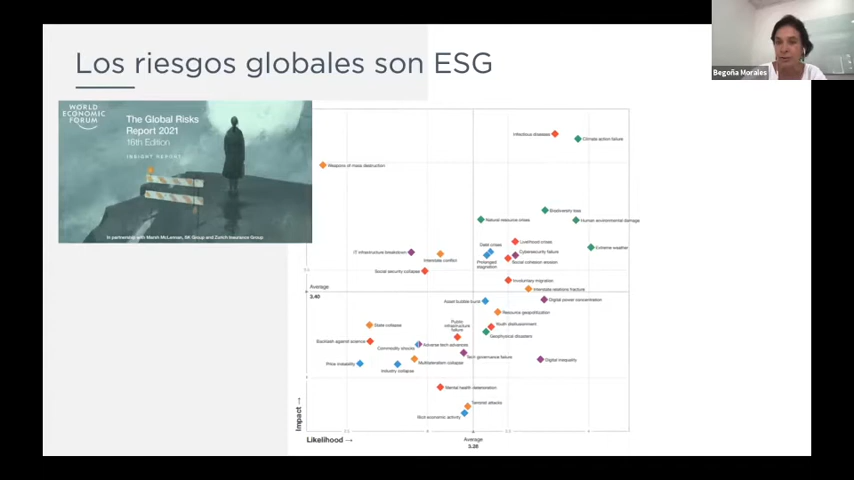 Los riesgos globales son ESG
Begoña Morales
WORLD
ECONOMIC
FORUM
The Global Risks
Report 2021
16th Edition
INSIGHT REPORT
In partnership with Marsh McLennan, SK Group and Zurich Insurance Group
Infectious diseases
Climate action failure
Weapons of mass destruction
Biodiversity loss
Natural resource crises
Human environmental damage
Debt crises
Livelihood crises
Extreme weather
IT infrastructure breakdown
Interstate conflict
Cybersecurity failure
Prolonged
stagnation
Social cohesion erosion
Social security collapse
Involuntary migration
Interstate relations fracture
Average
3.40
Asset bubble burst
Digital power concentration
Resource geopolitization
State collapse
Public
infrastructure
failure
Youth disillusionment
Geophysical disasters
Backlash against science
Commodity shocks
Adverse tech advances
Tech governance failure
Price instability
Multilateralism collapse
Digital inequality
Industry collapse
Mental health deterioration
Terrorist attacks
Illicit economic activity
Impact →
Likelihood →
Average
3.28